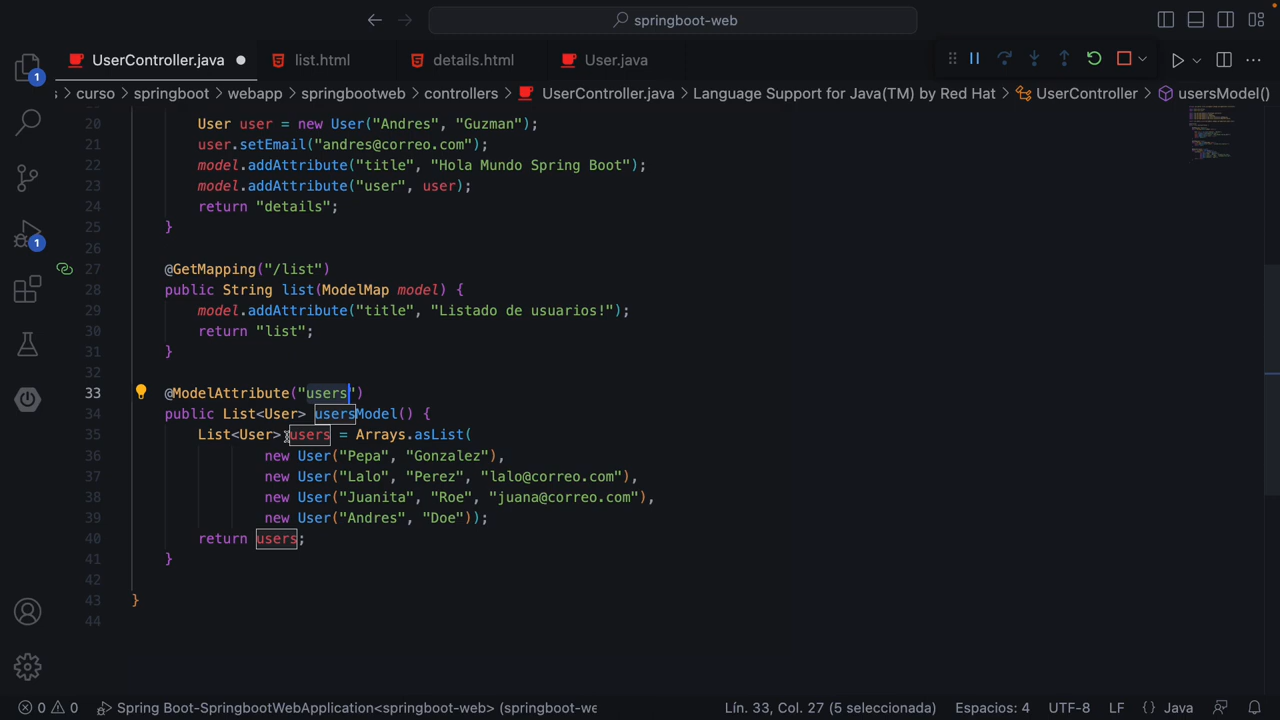 springboot-web
UserController.java
list.html
details.html
User.java
1
s > curso > springboot > webapp > springbootweb > controllers > UserController.java > Language Support for Java(TM) by Red Hat > UserController > usersModel()
20 User user = new User("Andres", "Guzman");
21 user.setEmail("andres@correo.com");
22 model.addAttribute("title", "Hola Mundo Spring Boot");
23 model.addAttribute("user", user);
24 return "details";
25 }
26
1
27 @GetMapping("/list")
28 public String list(ModelMap model) {
29 model.addAttribute("title", "Listado de usuarios!");
30 return "list";
31 }
32
33 @ModelAttribute("users")
34 public List<User> usersModel() {
35 List<User> users = Arrays.asList(
36 new User("Pepa", "Gonzalez"),
37 new User("Lalo", "Perez", "lalo@correo.com"),
38 new User("Juanita", "Roe", "juana@correo.com"),
39 new User("Andres", "Doe"));
40 return users;
41 }
42
43 }
44
0 0 Spring Boot-SpringbootWebApplication<springboot-web> (springboot-we Lín. 33, Col. 27 (5 seleccionada) Espacios: 4 UTF-8 LF {} Java